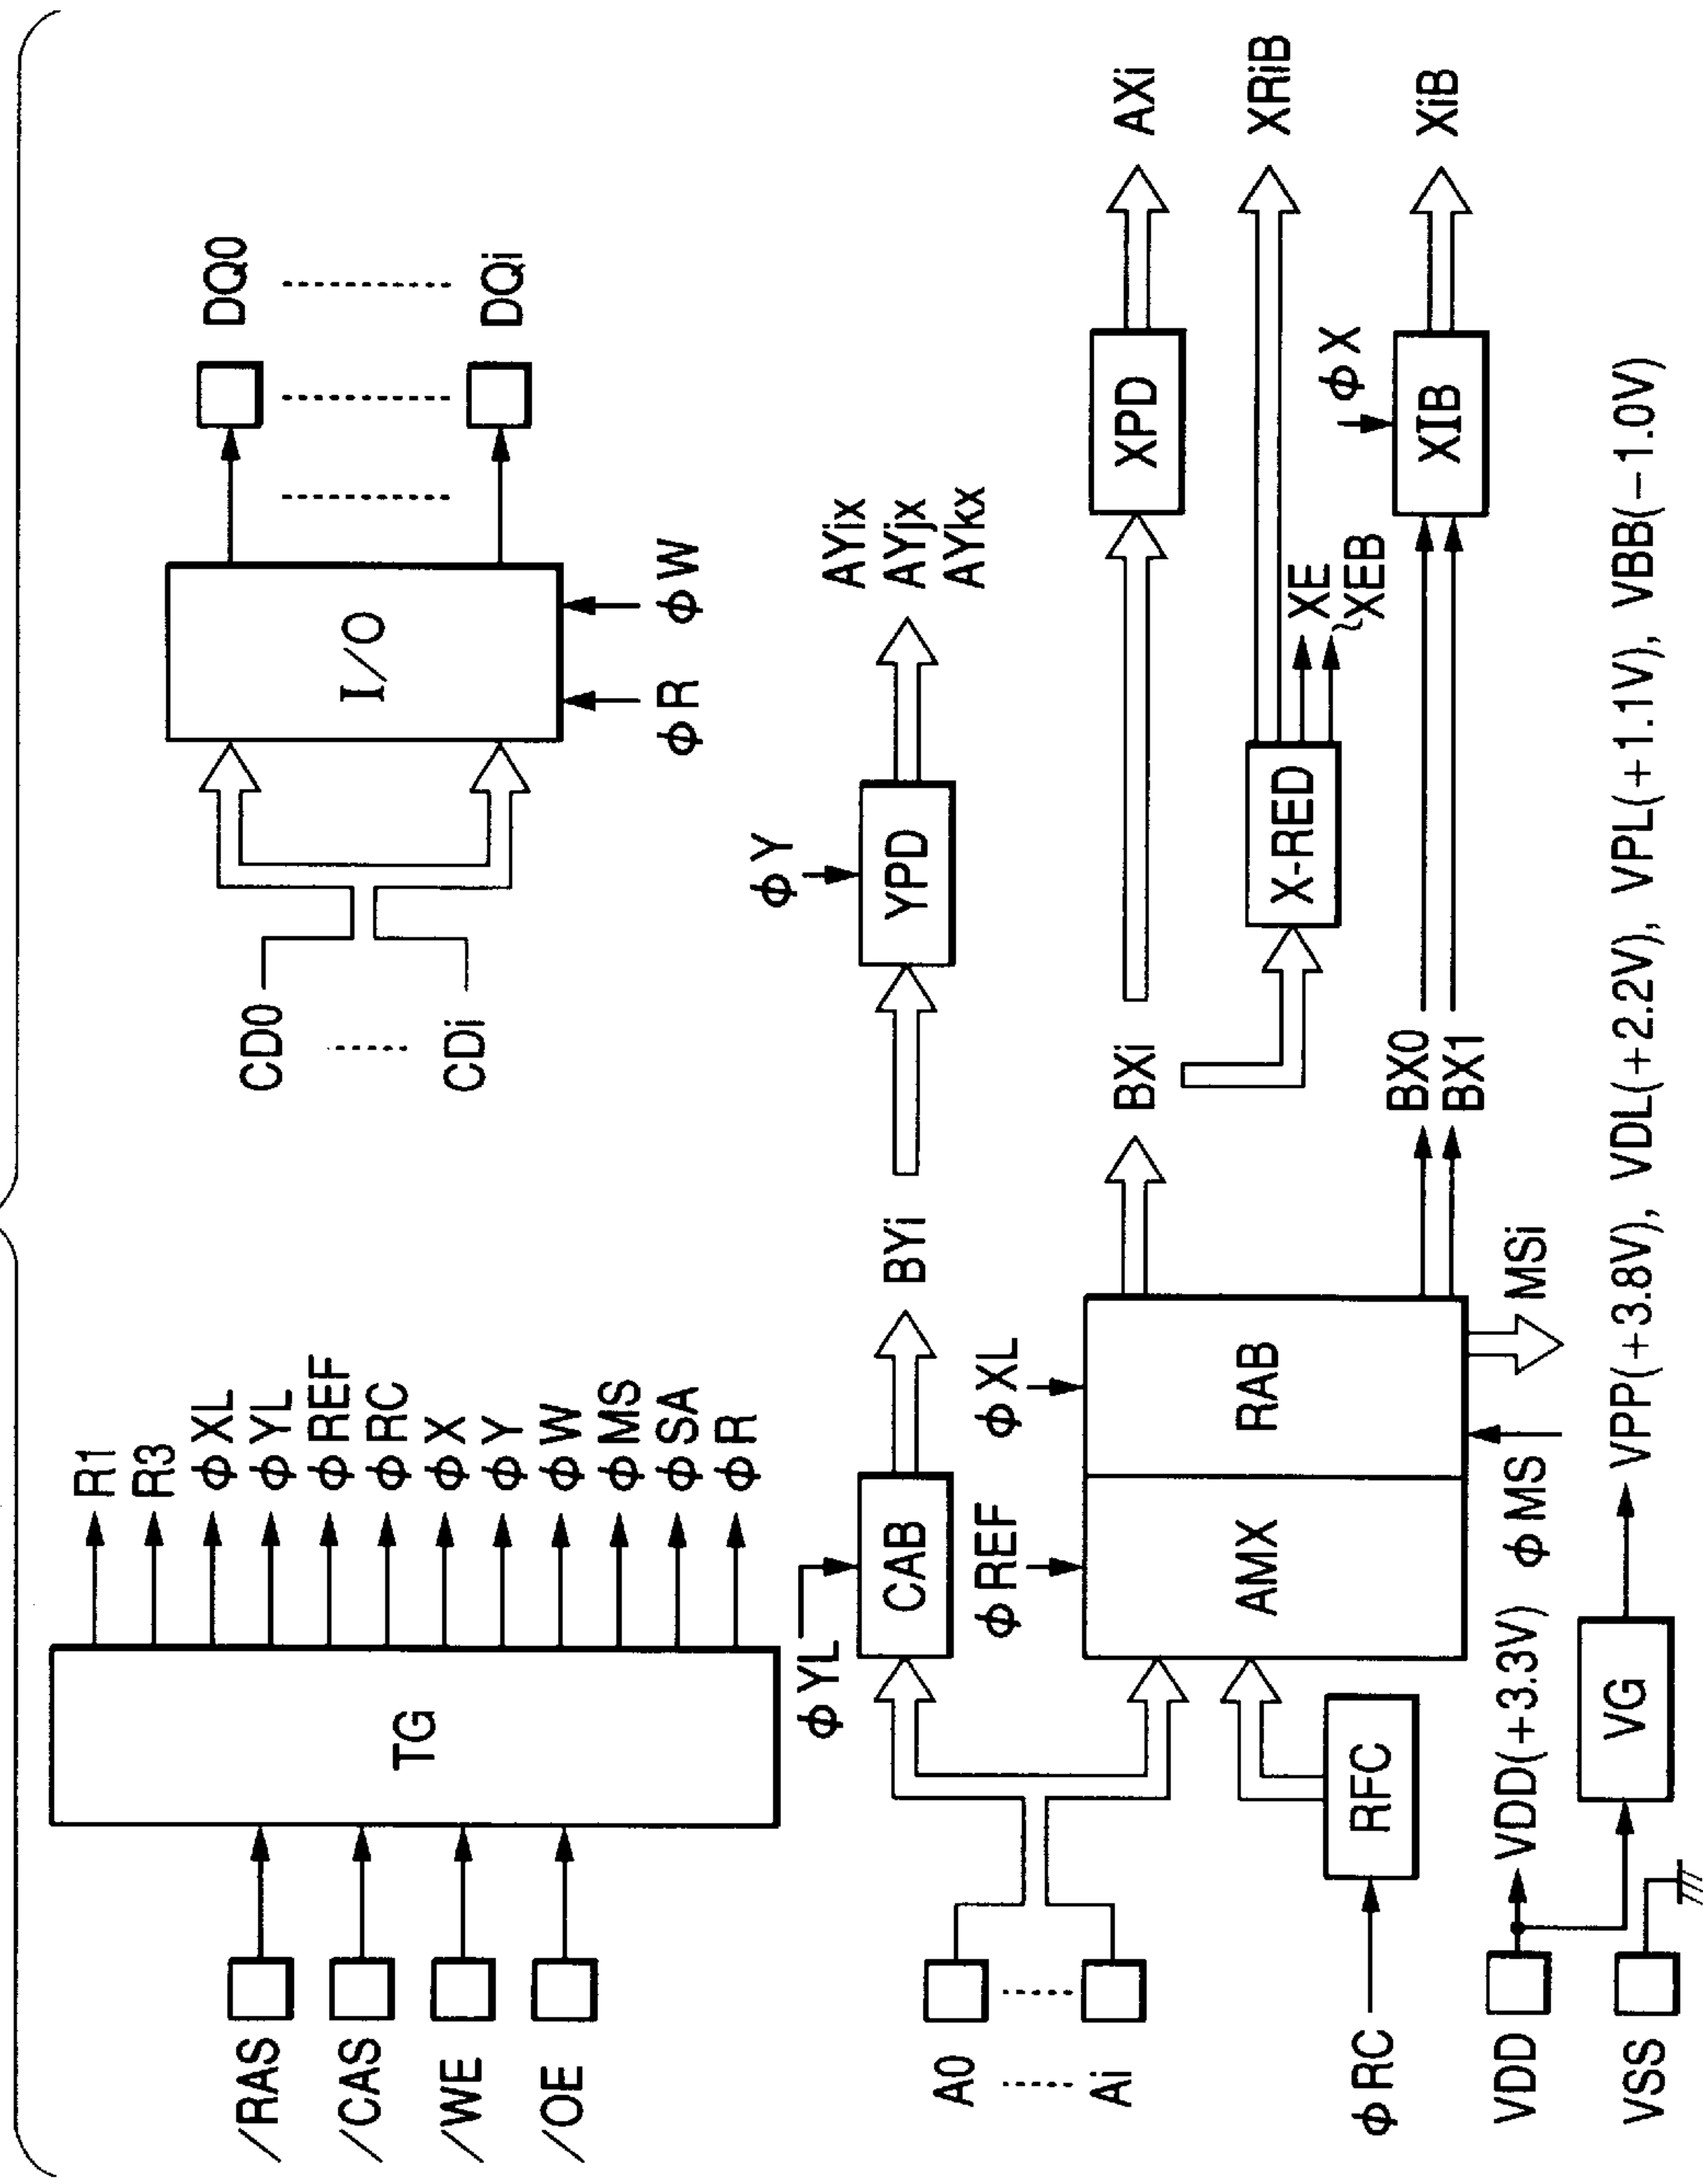 /RAS
/CAS
/WE
/OE
TG
R1
R3
ϕXL
ϕYL
ϕREF
ϕRC
ϕX
ϕY
ϕW
ϕMS
ϕSA
ϕR
CD0
CDi
I/O
ϕR
ϕW
DQ0
DQi
A0
Ai
ϕYL
CAB
BYi
ϕY
YPD
AYix
AYjx
AYkx
ϕREF
ϕXL
AMX
RAB
ϕRC
RFC
ϕMS
MSi
BXi
XPD
AXi
X-RED
XRiB
XE
XEB
BX0
BX1
ϕX
XIB
XiB
VDD
VDD(+3.3V)
VSS
VG
VPP(+3.8V), VDL(+2.2V), VPL(+1.1V), VBB(−1.0V)